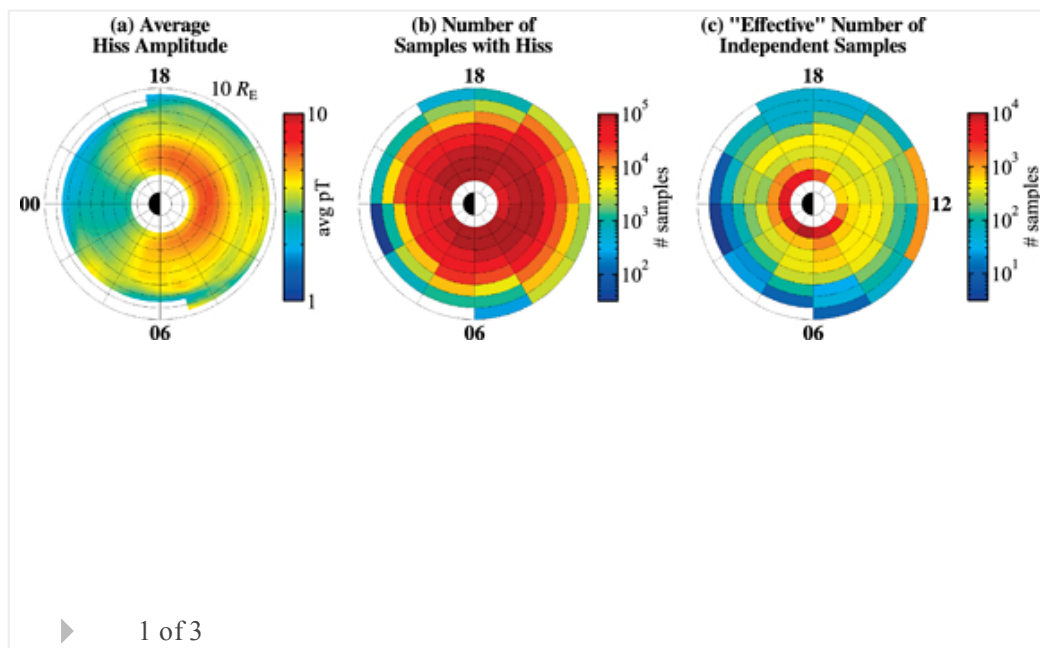 (a) Average
Hiss Amplitude
(b) Number of
Samples with Hiss
(c) "Effective" Number of
Independent Samples
18
10 R_E
10
avg pT
1
00
06
18
10^5
10^4
10^3
10^2
# samples
06
18
10^4
10^3
10^2
10^1
# samples
12
06
1 of 3